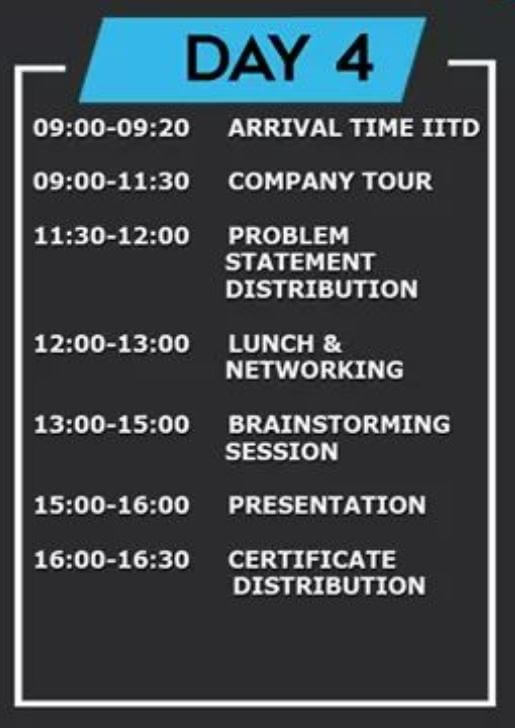 DAY 4
09:00-09:20 ARRIVAL TIME IITD
09:00-11:30 COMPANY TOUR
11:30-12:00 PROBLEM
STATEMENT
DISTRIBUTION
12:00-13:00 LUNCH &
NETWORKING
13:00-15:00 BRAINSTORMING
SESSION
15:00-16:00 PRESENTATION
16:00-16:30 CERTIFICATE
DISTRIBUTION